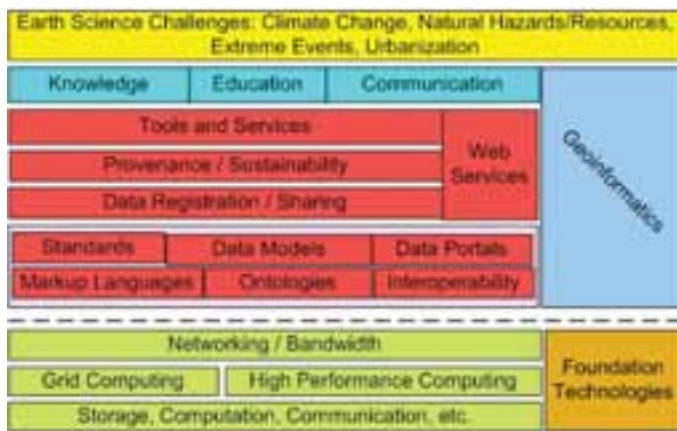 Earth Science Challenges: Climate Change, Natural Hazards/Resources,
Extreme Events, Urbanization
Knowledge
Education
Communication
Tools and Services
Provenance / Sustainability
Data Registration / Sharing
Web
Services
Geoinformatics
Standards
Data Models
Data Portals
Markup Languages
Ontologies
Interoperability
Networking / Bandwidth
Grid Computing
High Performance Computing
Storage, Computation, Communication, etc.
Foundation
Technologies